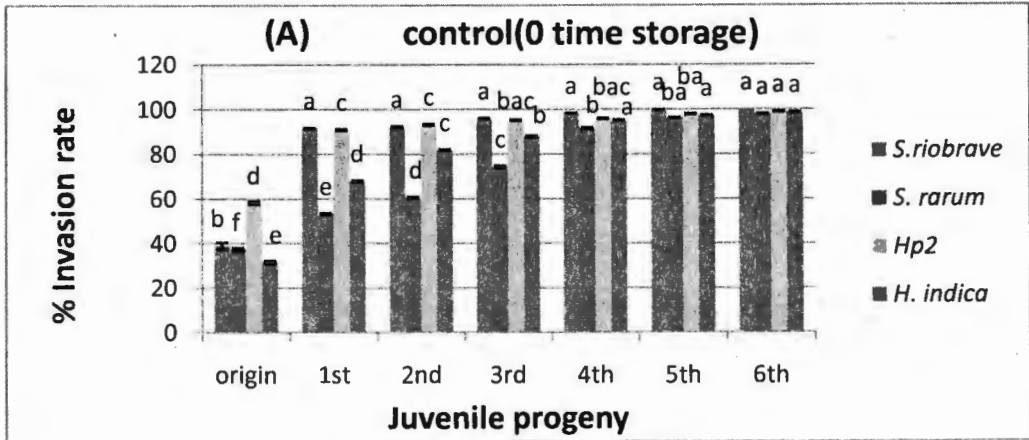 (A) control(0 time storage)
% Invasion rate
120
100
80
60
40
20
0
b f d e
a e c d
a d c c
a c bac b
a b bac a
a ba ba a
a a a a
origin 1st 2nd 3rd 4th 5th 6th
Juvenile progeny
S.riobrave
S. rarum
Hp2
H. indica